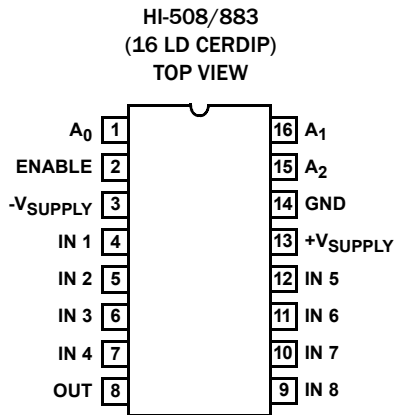 HI-508/883
(16 LD CERDIP)
TOP VIEW
A0 1 16 A1
ENABLE 2 15 A2
-VSUPPLY 3 14 GND
IN 1 4 13 +VSUPPLY
IN 2 5 12 IN 5
IN 3 6 11 IN 6
IN 4 7 10 IN 7
OUT 8 9 IN 8